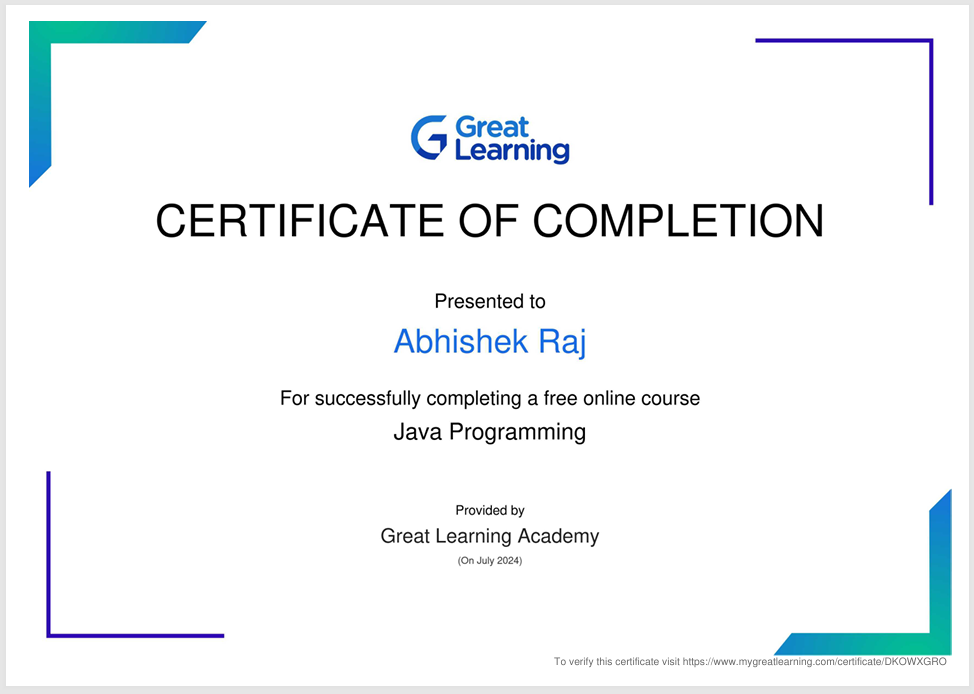 Great
Learning
CERTIFICATE OF COMPLETION
Presented to
Abhishek Raj
For successfully completing a free online course
Java Programming
Provided by
Great Learning Academy
(On July 2024)
To verify this certificate visit https://www.mygreatlearning.com/certificate/DKOWXGRO